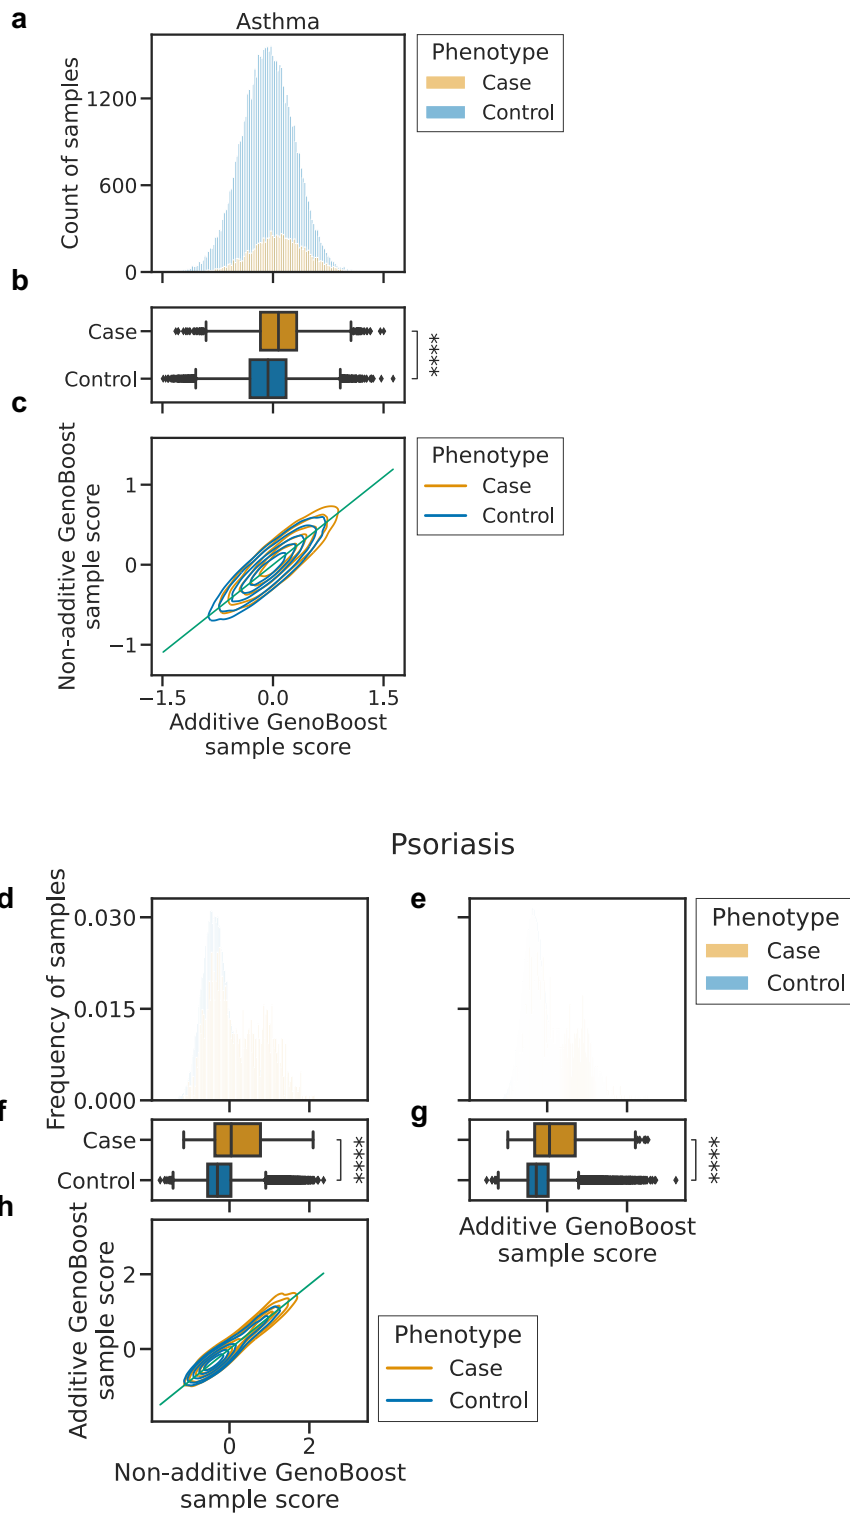 a
Asthma
Count of samples
1200
600
0
Phenotype
Case
Control
b
Case
Control
****
c
Non-additive GenoBoost
sample score
1
0
−1
−1.5
0.0
1.5
Additive GenoBoost
sample score
Phenotype
Case
Control
Psoriasis
d
Frequency of samples
0.030
0.015
0.000
e
Phenotype
Case
Control
f
Case
Control
****
g
****
Additive GenoBoost
sample score
h
Additive GenoBoost
sample score
2
0
0
2
Non-additive GenoBoost
sample score
Phenotype
Case
Control